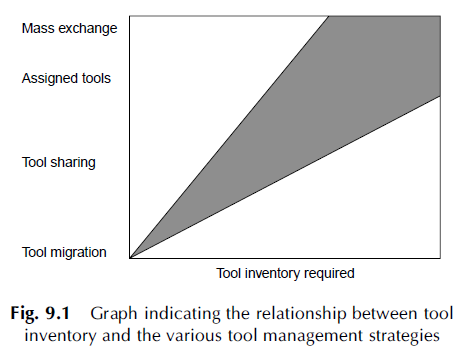 Mass exchange
Assigned tools
Tool sharing
Tool migration
Tool inventory required
Fig. 9.1 Graph indicating the relationship between tool
inventory and the various tool management strategies